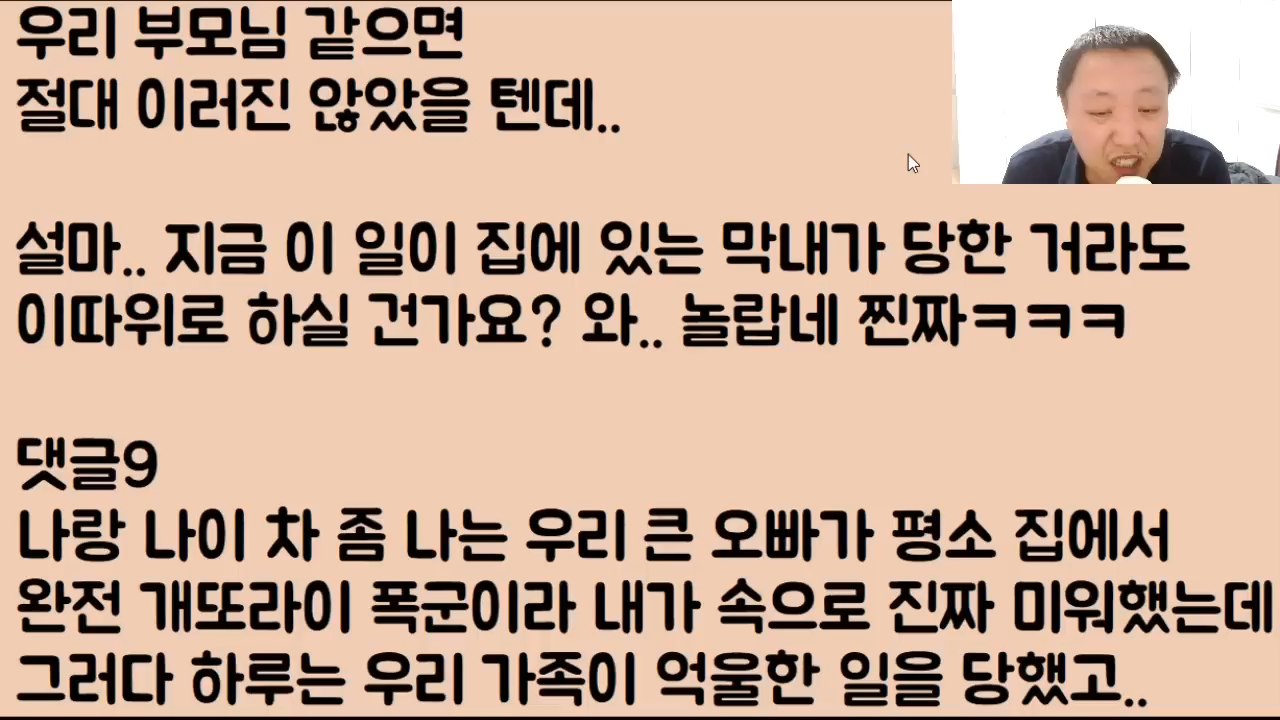 우리 부모님 같으면
절대 이러진 않았을 텐데..
설마.. 지금 이 일이 집에 있는 막내가 당한 거라도
이따위로 하실 건가요? 와.. 놀랍네 찐짜ㅋㅋㅋ
댓글9
나랑 나이 차 좀 나는 우리 큰 오빠가 평소 집에서
완전 개또라이 폭군이라 내가 속으로 진짜 미워했는데
그러다 하루는 우리 가족이 억울한 일을 당했고..